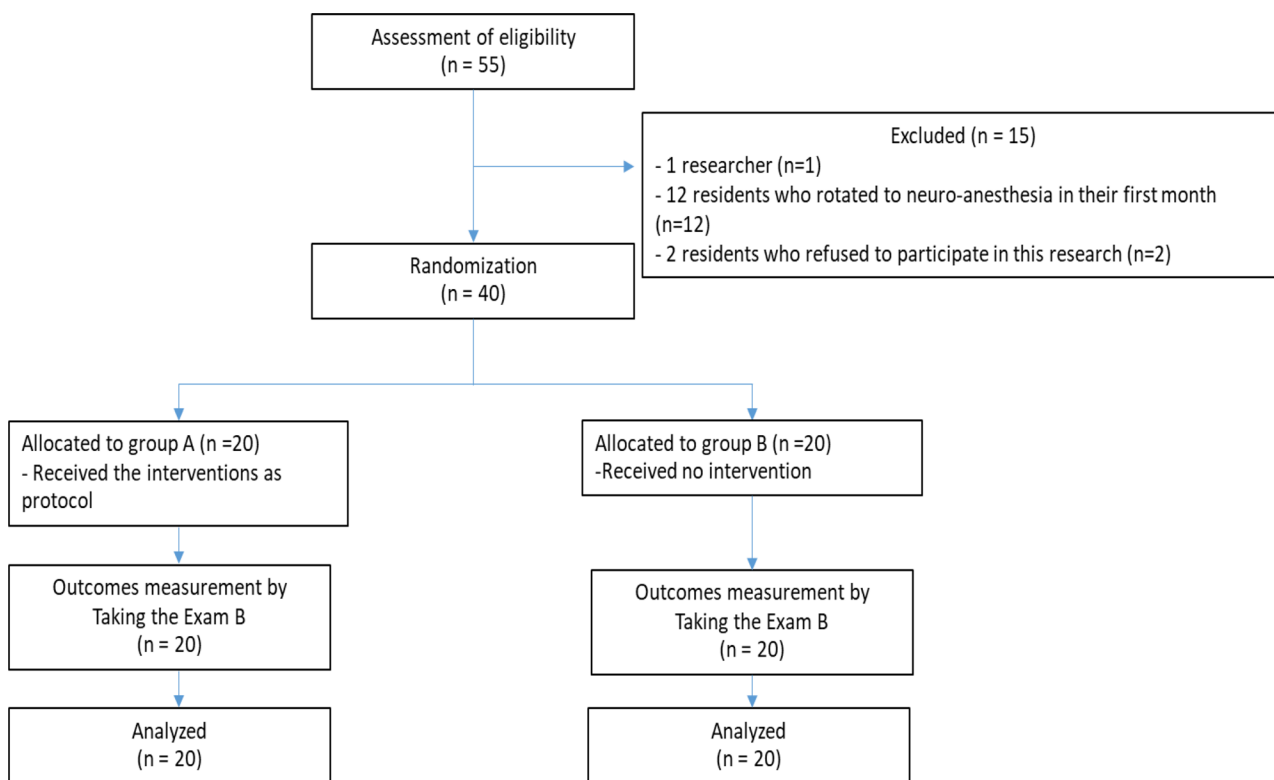 Assessment of eligibility
(n = 55)
Excluded (n = 15)
- 1 researcher (n=1)
- 12 residents who rotated to neuro-anesthesia in their first month
(n=12)
- 2 residents who refused to participate in this research (n=2)
Randomization
(n = 40)
Allocated to group A (n =20)
- Received the interventions as
protocol
Allocated to group B (n =20)
-Received no intervention
Outcomes measurement by
Taking the Exam B
(n = 20)
Outcomes measurement by
Taking the Exam B
(n = 20)
Analyzed
(n = 20)
Analyzed
(n = 20)